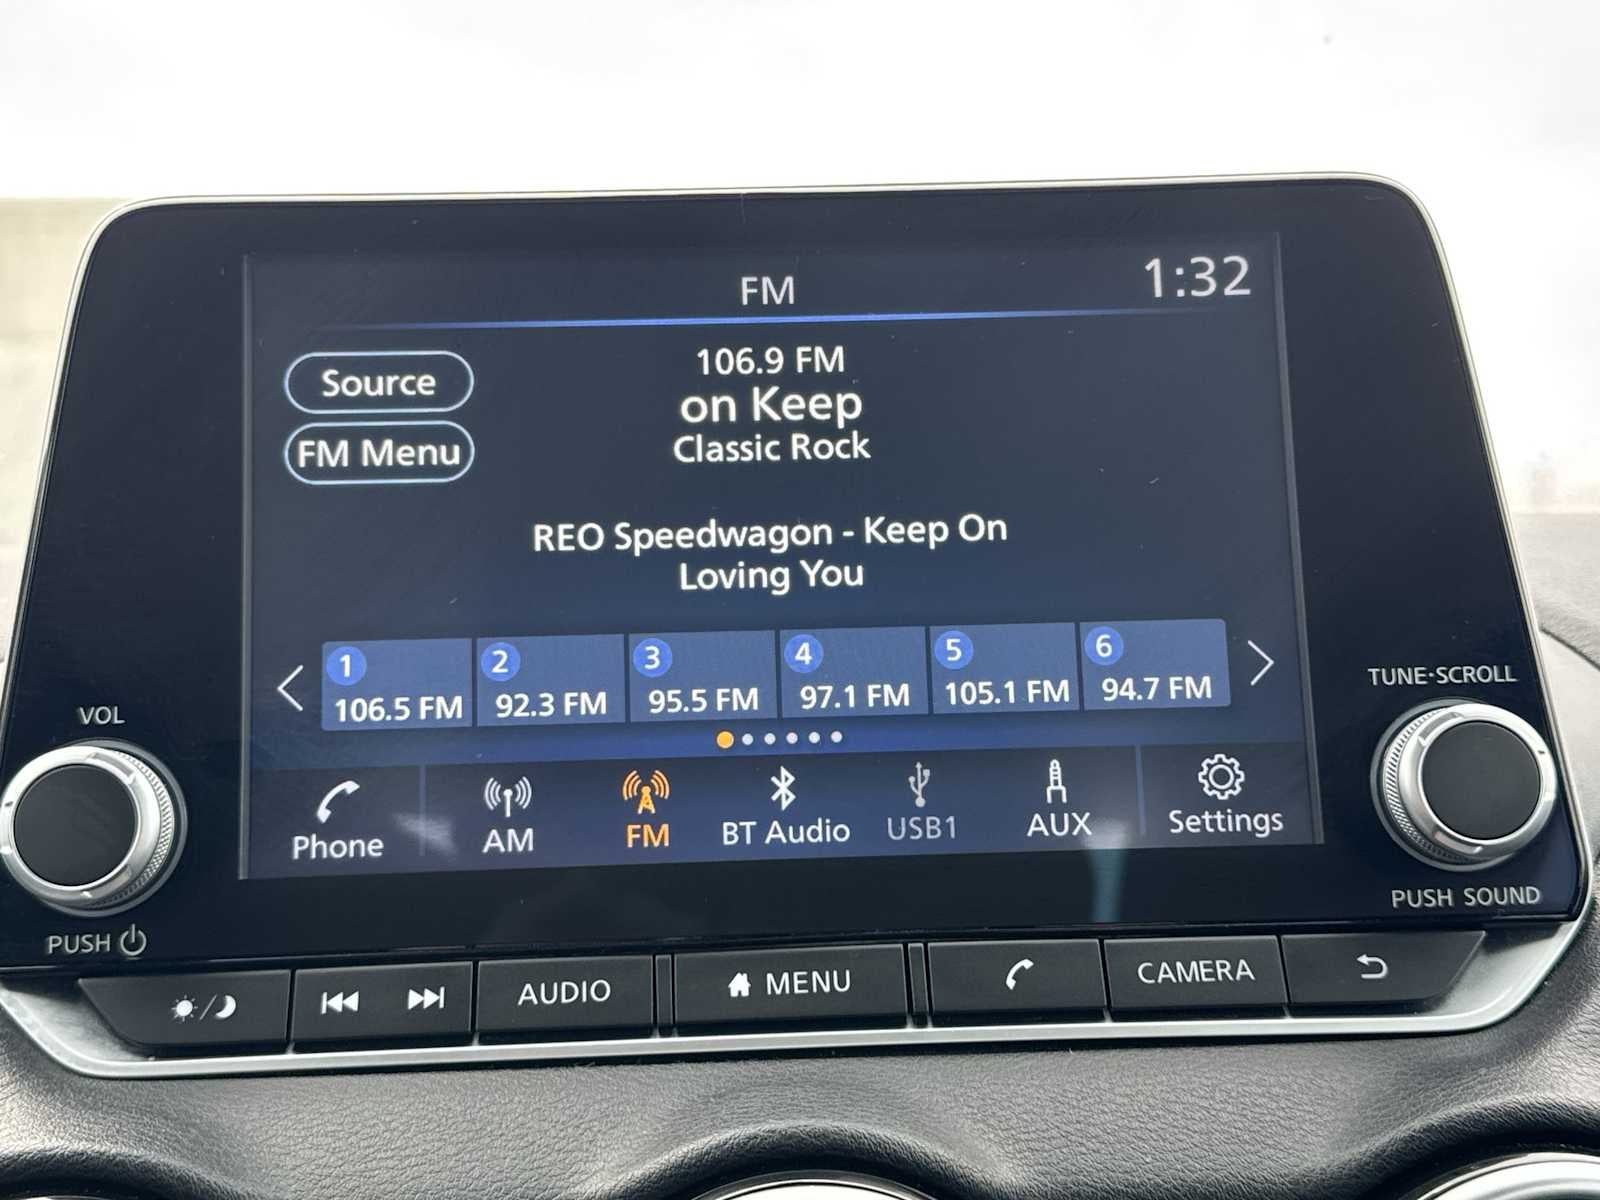 FM
1:32
Source
FM Menu
106.9 FM
on Keep
Classic Rock
REO Speedwagon - Keep On
Loving You
1
106.5 FM
2
92.3 FM
3
95.5 FM
4
97.1 FM
5
105.1 FM
6
94.7 FM
VOL
TUNE·SCROLL
Phone
AM
FM
BT Audio
USB1
AUX
Settings
PUSH
PUSH SOUND
AUDIO
MENU
CAMERA